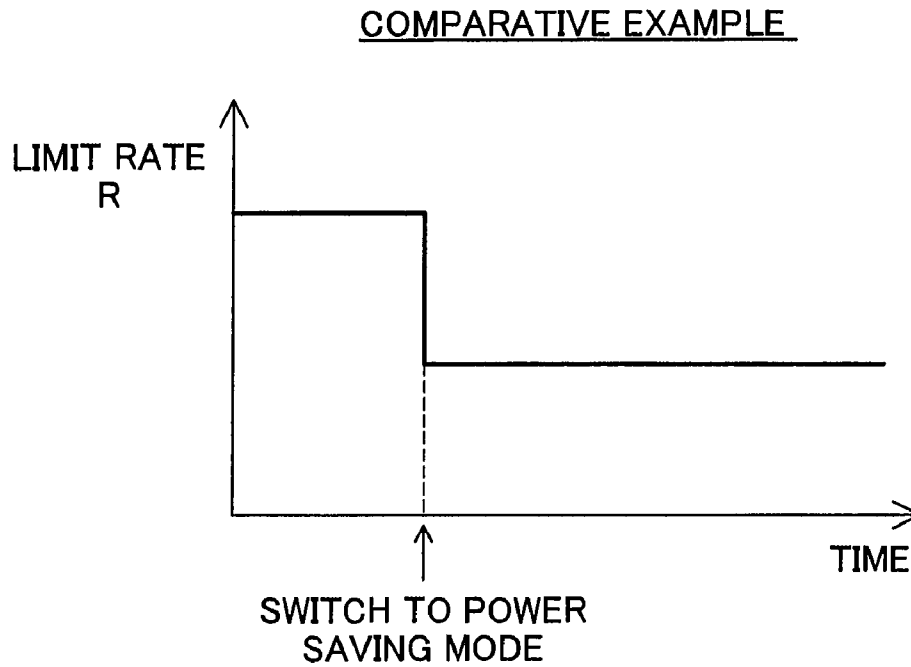 COMPARATIVE EXAMPLE
LIMIT RATE
R
TIME
SWITCH TO POWER
SAVING MODE